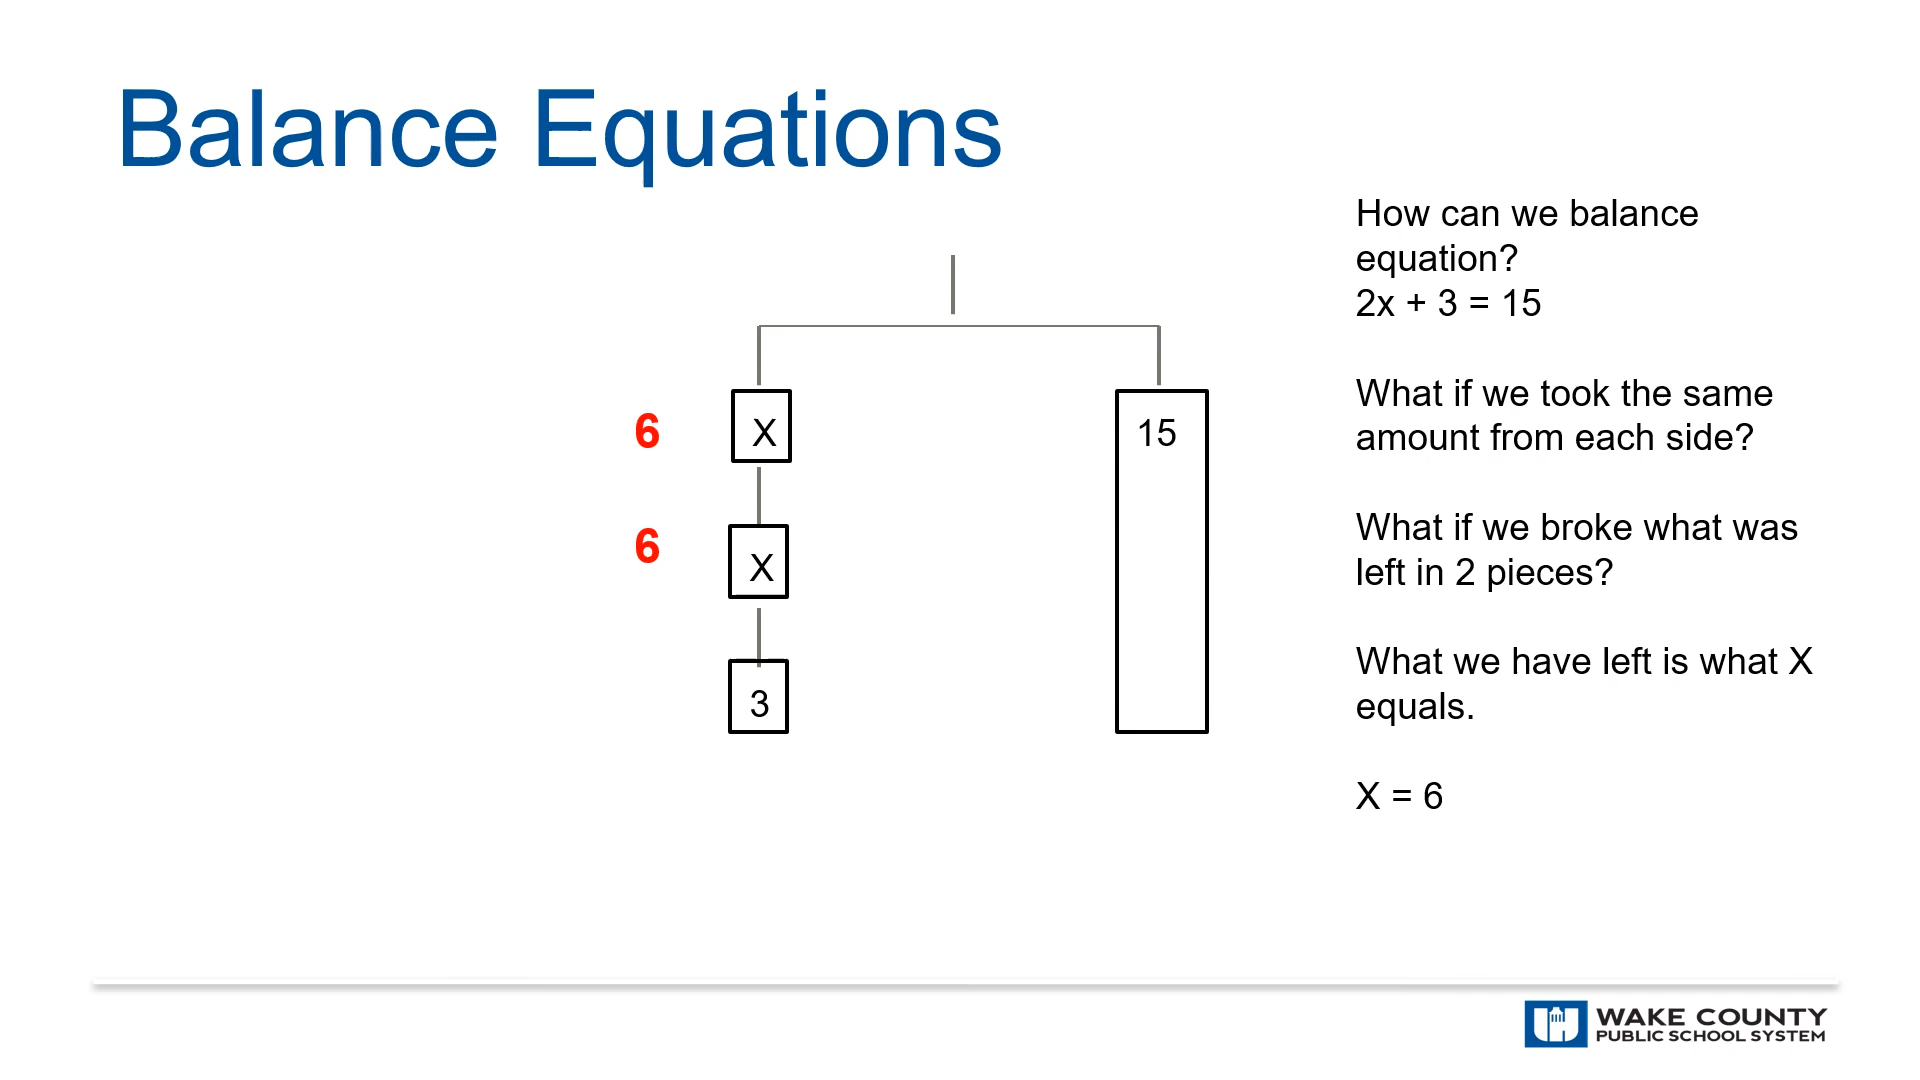 Balance Equations
How can we balance
equation?
2x + 3 = 15
What if we took the same
amount from each side?
What if we broke what was
left in 2 pieces?
What we have left is what X
equals.
X = 6
6
X
15
6
X
3
WAKE COUNTY
PUBLIC SCHOOL SYSTEM